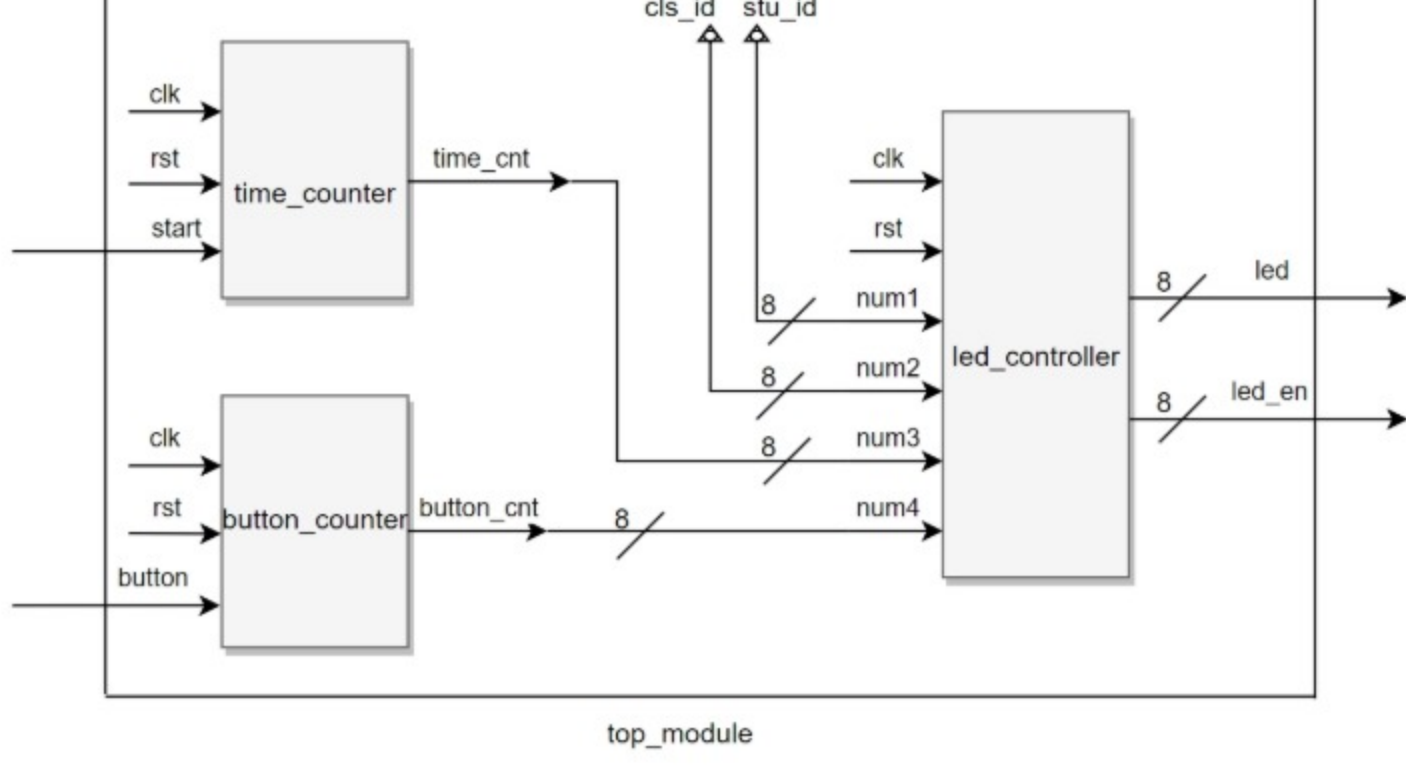 cls_id stu_id
clk
rst
start
time_counter
time_cnt
clk
rst
8 num1
8 num2
8 num3
8 num4
led_controller
8 led
8 led_en
clk
rst
button
button_counter
button_cnt
top_module